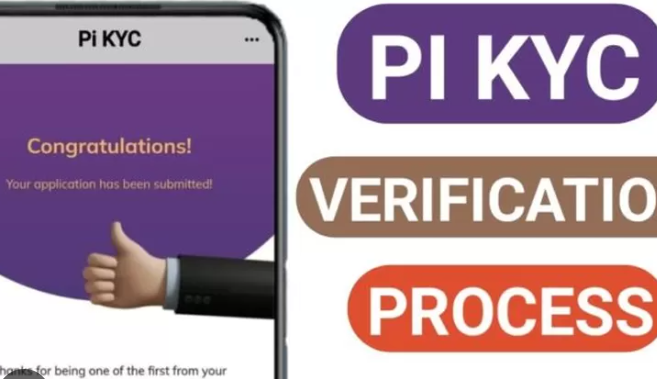 Pi KYC
Congratulations!
Your application has been submitted!
hanks for being one of the first from your
PI KYC
VERIFICATIO
PROCESS